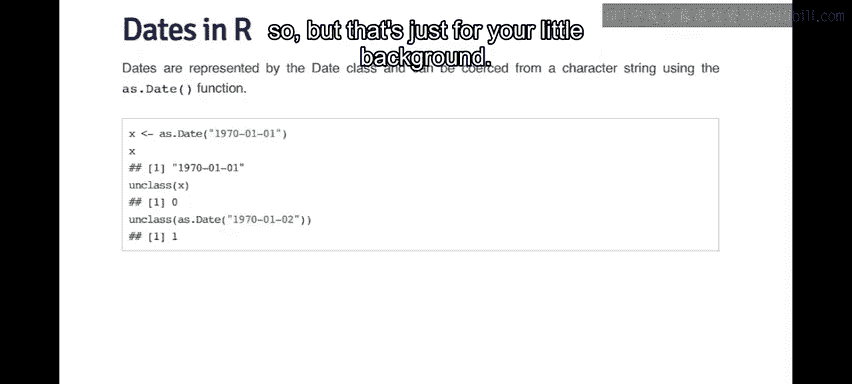 Dates in R
so, but that's just for your little
background.
Dates are represented by the Date class and can be coerced from a character string using the
as.Date() function.
x <- as.Date("1970-01-01")
x
## [1] "1970-01-01"
unclass(x)
## [1] 0
unclass(as.Date("1970-01-02"))
## [1] 1